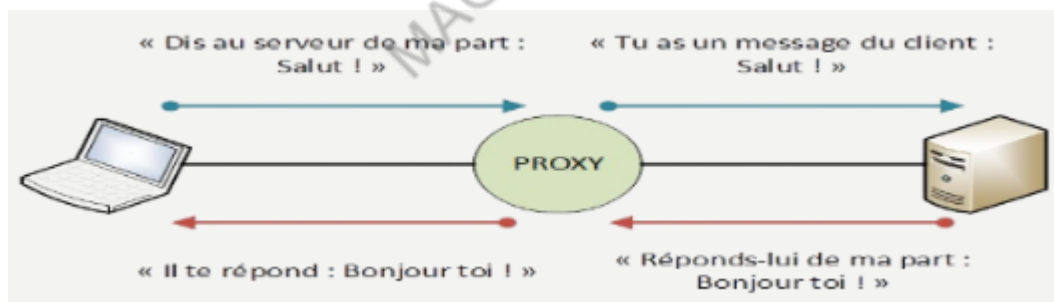 « Dis au serveur de ma part :
Salut ! »
« Tu as un message du client :
Salut ! »
PROXY
« Il te répond : Bonjour toi ! »
« Réponds-lui de ma part :
Bonjour toi ! »